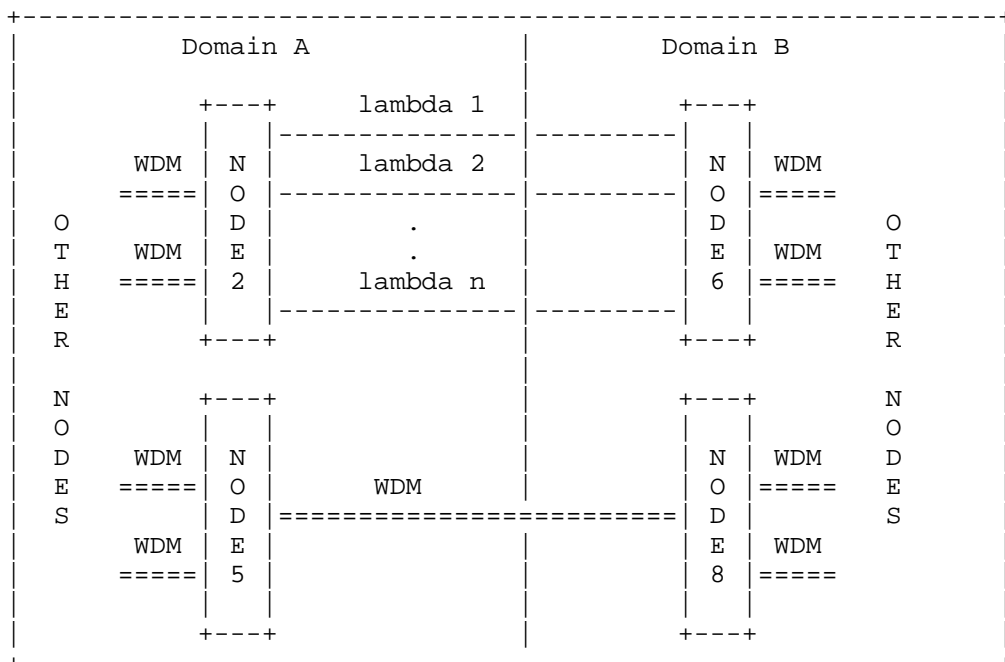 +------------------------------------------------------------------+
|           Domain A               |         Domain B              |
|                                  |                               |
|            +---+     lambda 1    |          +---+                |
|            |   |---------------- | ---------|   |                |
|        WDM | N |     lambda 2    |          | N | WDM            |
|       =====| O |---------------- | ---------| O |=====           |
|  O         | D |        .        |          | D |        O       |
|  T     WDM | E |        .        |          | E | WDM    T       |
|  H    =====| 2 |     lambda n    |          | 6 |=====   H       |
|  E         |   |---------------- | ---------|   |        E       |
|  R         +---+                 |          +---+        R       |
|                                  |                               |
|  N         +---+                 |          +---+        N       |
|  O         |   |                 |          |   |        O       |
|  D     WDM | N |                 |          | N | WDM    D       |
|  E    =====| O |      WDM        |          | O |=====   E       |
|  S         | D |============================| D |        S       |
|        WDM | E |                 |          | E | WDM            |
|       =====| 5 |                 |          | 8 |=====           |
|            |   |                 |          |   |                |
|            +---+                 |          +---+                |